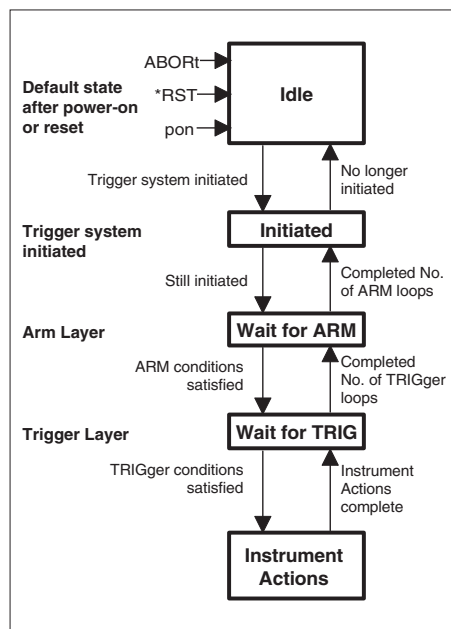 ABORt
*RST
pon
Default state
after power-on
or reset
Idle
Trigger system initiated
No longer
initiated
Trigger system
initiated
Initiated
Still initiated
Completed No.
of ARM loops
Arm Layer
Wait for ARM
ARM conditions
satisfied
Completed
No. of TRIGger
loops
Trigger Layer
Wait for TRIG
TRIGger conditions
satisfied
Instrument
Actions
complete
Instrument
Actions